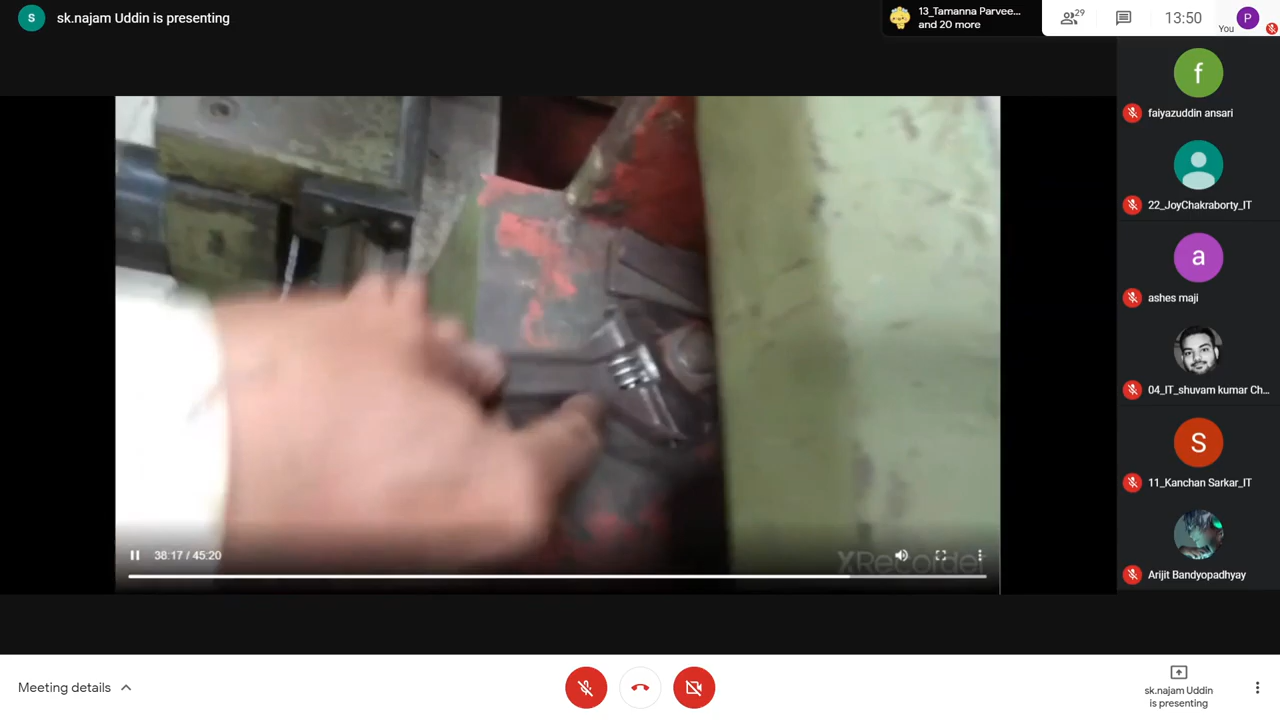 S
sk.najam Uddin is presenting
13_Tamanna Parvee...
and 20 more
29
13:50
You
P
f
faiyazuddin ansari
22_JoyChakraborty_IT
a
ashes maji
04_IT_shuvam kumar Ch...
S
11_Kanchan Sarkar_IT
Arijit Bandyopadhyay
38:17 / 45:20
XRecorder
Meeting details
sk.najam Uddin
is presenting